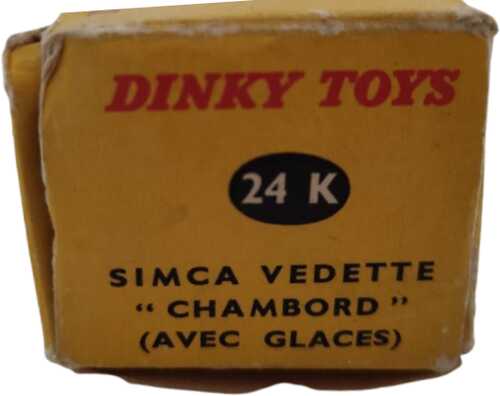 DINKY TOYS
24 K
SIMCA VEDETTE
“ CHAMBORD ”
(AVEC GLACES)